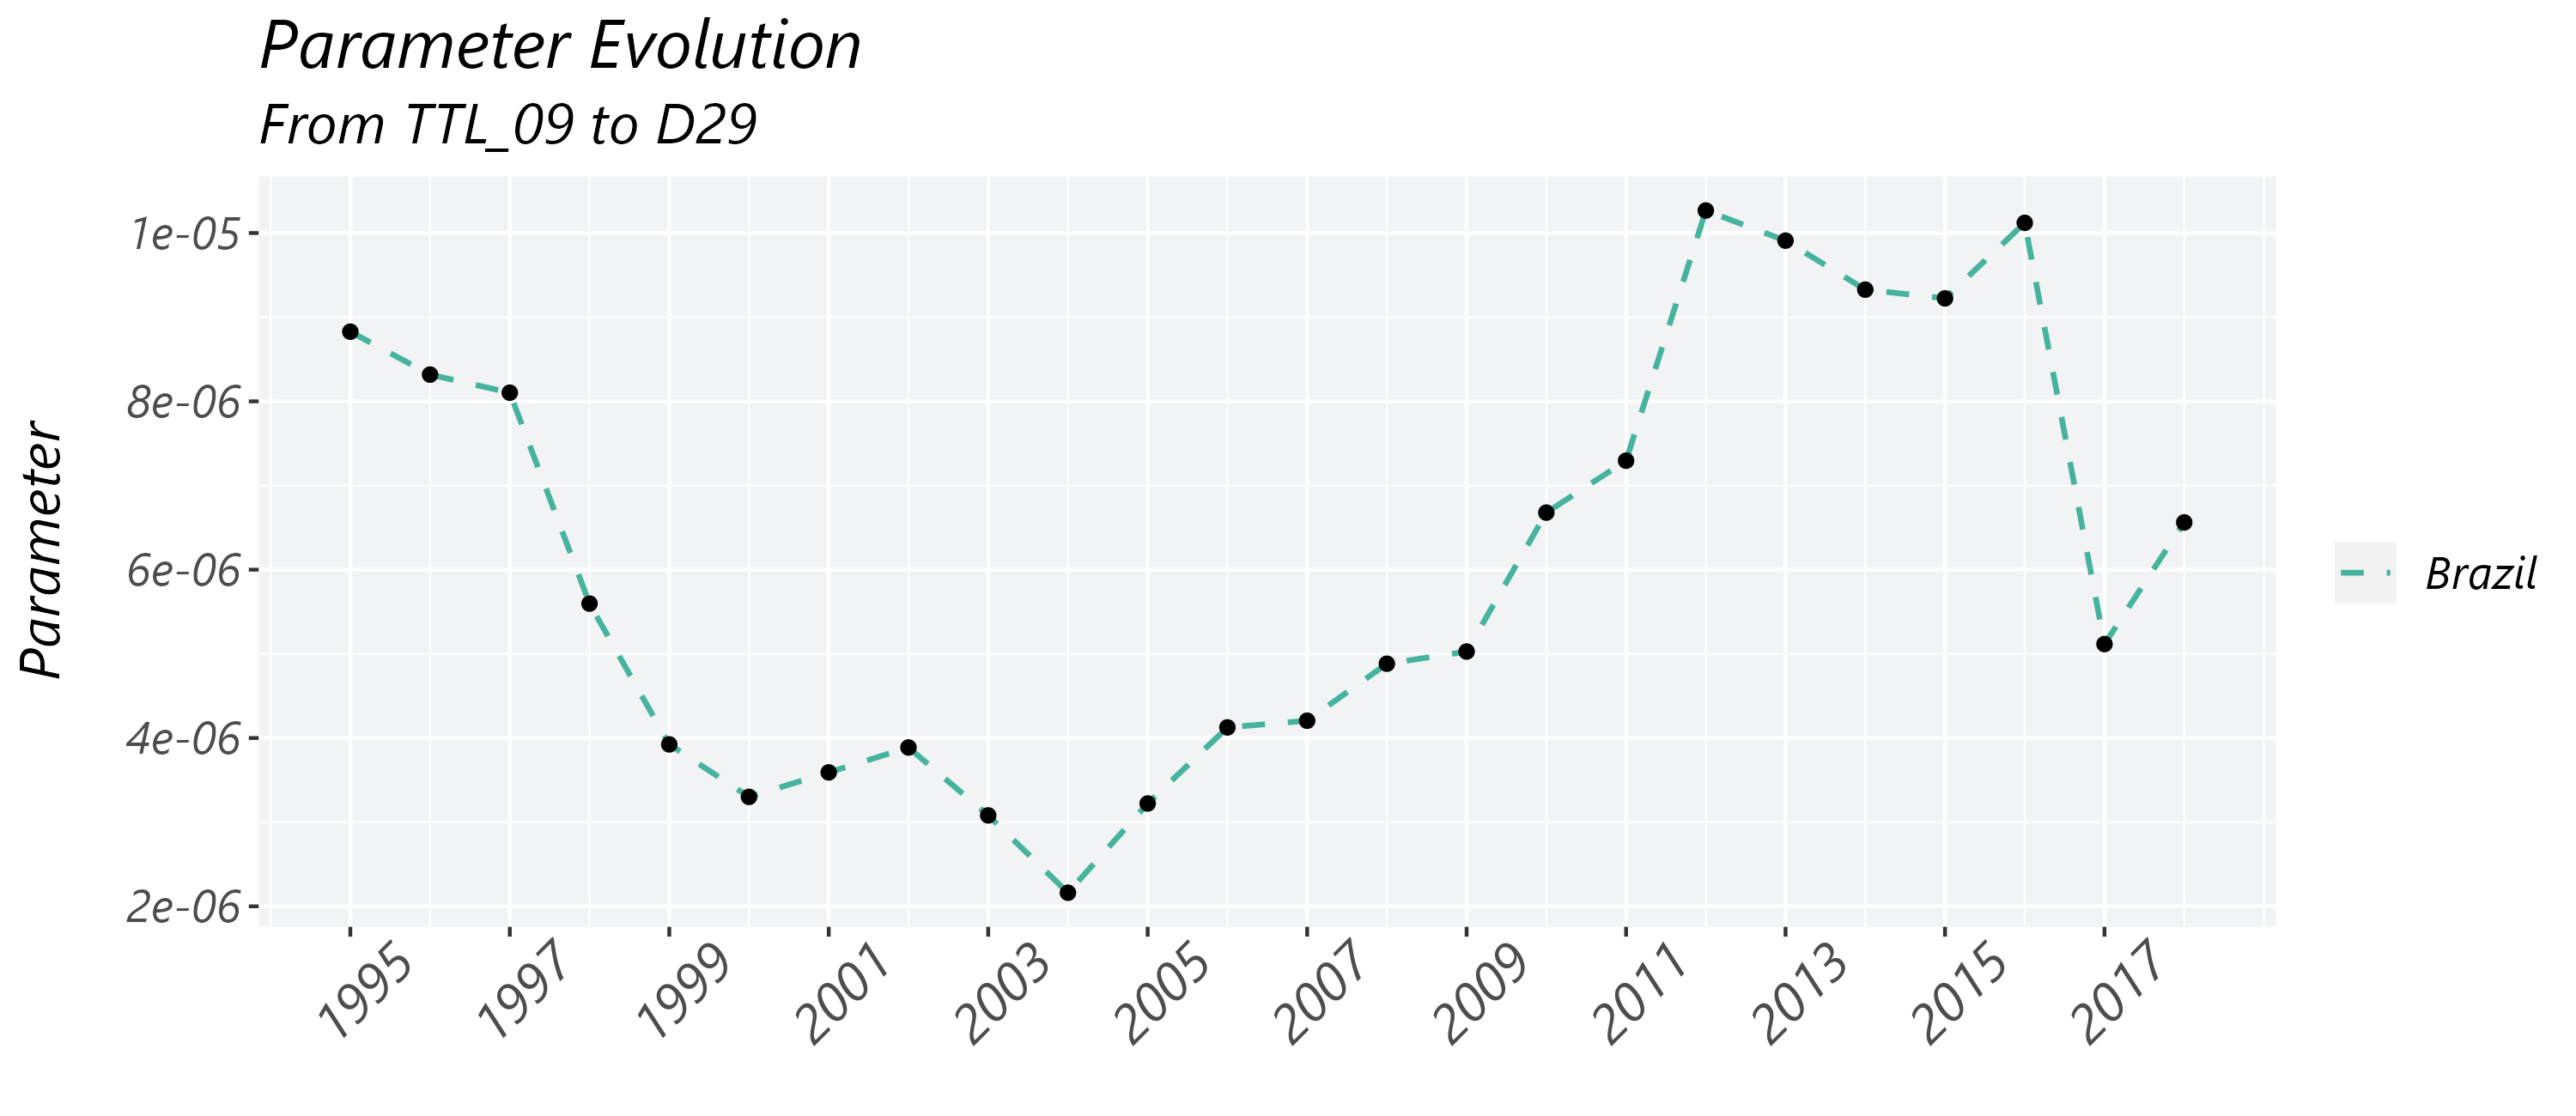 Parameter Evolution
From TTL_09 to D29
Parameter
1e-05
8e-06
6e-06
4e-06
2e-06
1995
1997
1999
2001
2003
2005
2007
2009
2011
2013
2015
2017
Brazil